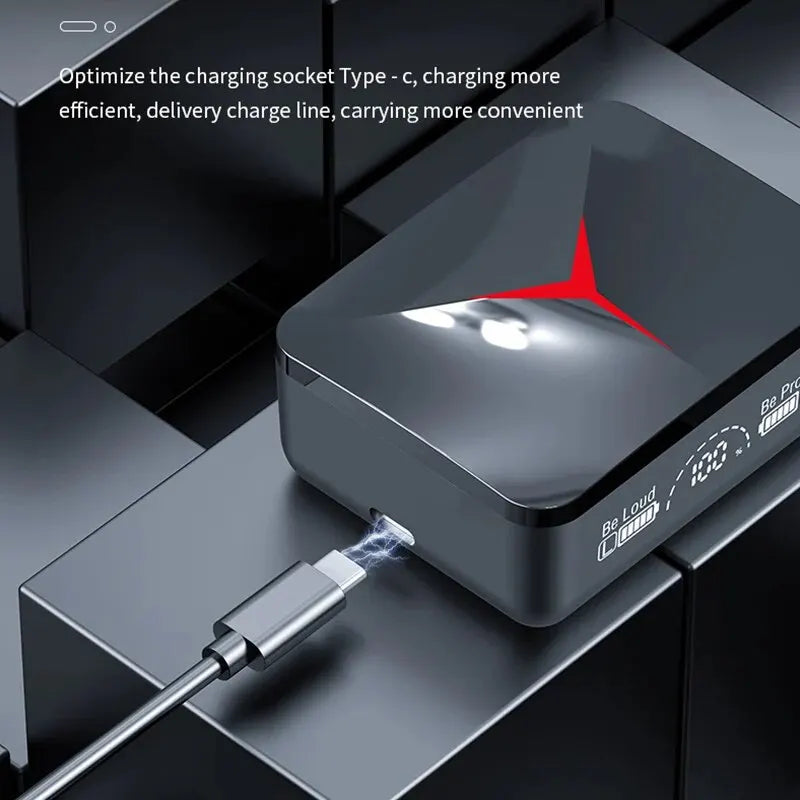 Optimize the charging socket Type - c, charging more
efficient, delivery charge line, carrying more convenient
Be Pro
100 %
Be Loud
L